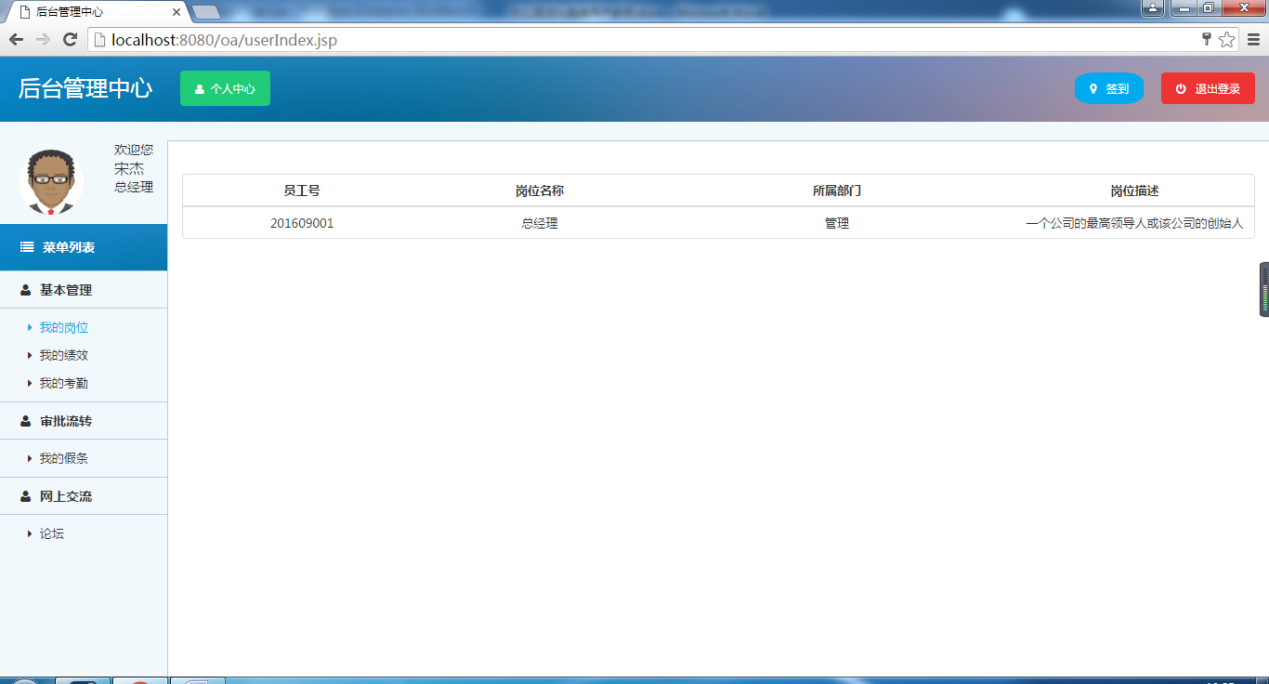 后台管理中心
localhost:8080/oa/userIndex.jsp
后台管理中心 个人中心 签到 退出登录
欢迎您
宋杰
总经理
员工号 岗位名称 所属部门 岗位描述
201609001 总经理 管理 一个公司的最高领导人或该公司的创始人
菜单列表
基本管理
我的岗位
我的绩效
我的考勤
审批流转
我的假条
网上交流
论坛